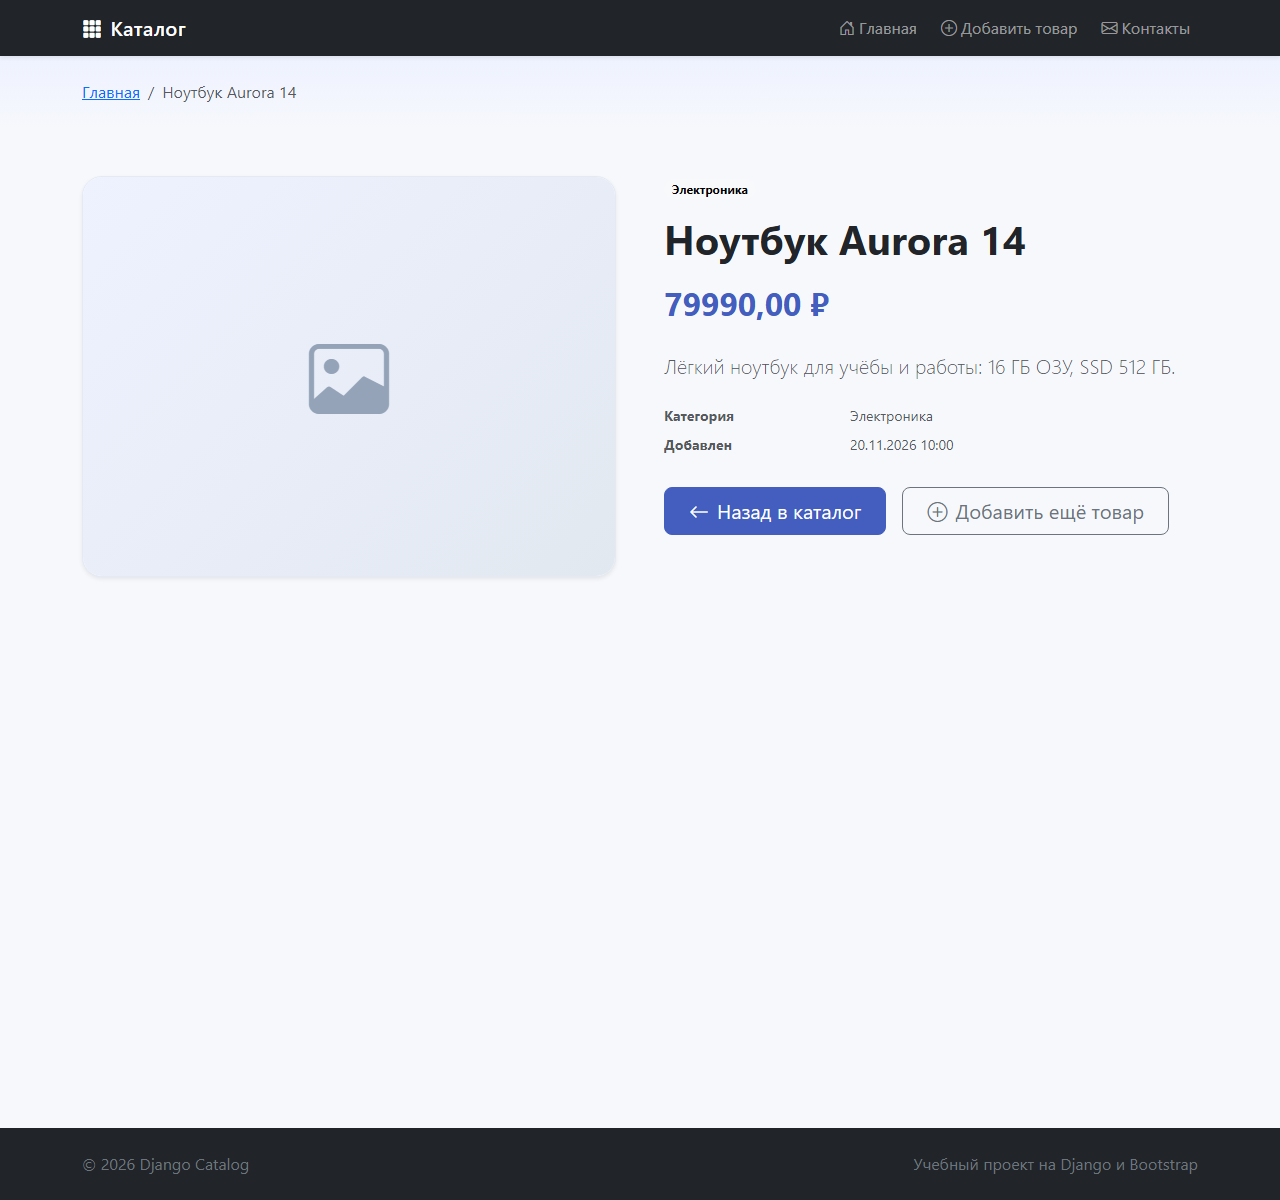 Каталог
Главная
Добавить товар
Контакты
Главная / Ноутбук Aurora 14
Электроника
Ноутбук Aurora 14
79990,00 ₽
Лёгкий ноутбук для учёбы и работы: 16 ГБ ОЗУ, SSD 512 ГБ.
Категория Электроника
Добавлен 20.11.2026 10:00
Назад в каталог
Добавить ещё товар
© 2026 Django Catalog
Учебный проект на Django и Bootstrap